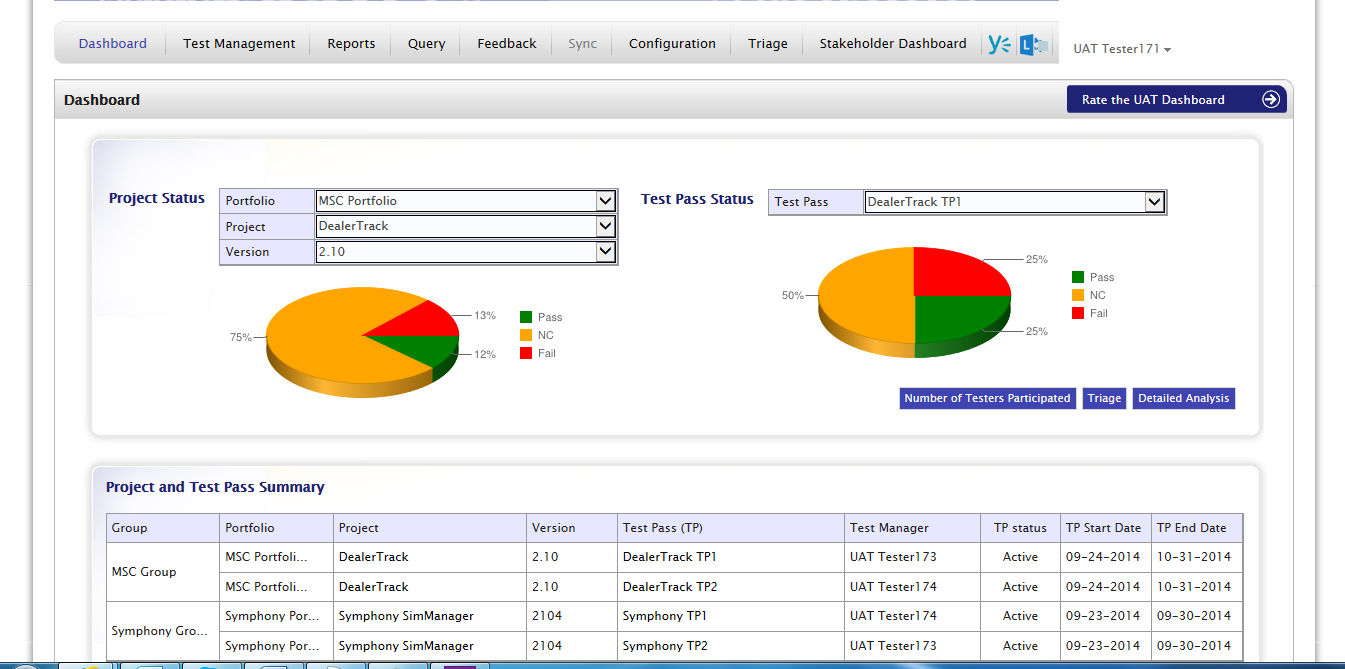 Dashboard Test Management Reports Query Feedback Sync Configuration Triage Stakeholder Dashboard UAT Tester171
Dashboard
Rate the UAT Dashboard
Project Status
Portfolio MSC Portfolio
Project DealerTrack
Version 2.10
75%
13%
12%
Pass
NC
Fail
Test Pass Status
Test Pass DealerTrack TP1
50%
25%
25%
Pass
NC
Fail
Number of Testers Participated Triage Detailed Analysis
Project and Test Pass Summary
Group Portfolio Project Version Test Pass (TP) Test Manager TP status TP Start Date TP End Date
MSC Group
MSC Portfoli... DealerTrack 2.10 DealerTrack TP1 UAT Tester173 Active 09-24-2014 10-31-2014
MSC Portfoli... DealerTrack 2.10 DealerTrack TP2 UAT Tester174 Active 09-24-2014 10-31-2014
Symphony Gro...
Symphony Por... Symphony SimManager 2104 Symphony TP1 UAT Tester174 Active 09-23-2014 09-30-2014
Symphony Por... Symphony SimManager 2104 Symphony TP2 UAT Tester173 Active 09-23-2014 09-30-2014